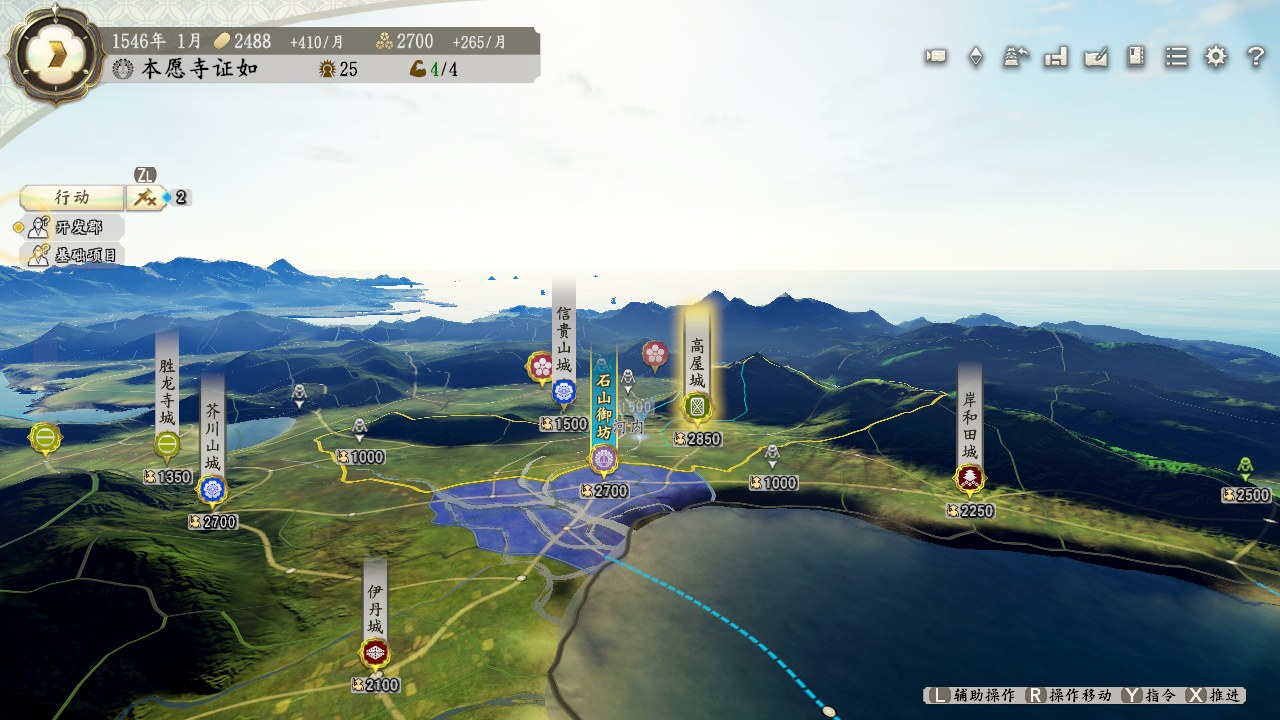 1546年 1月 2488 +410/月 2700 +265/月
本愿寺证如 25 4/4
ZL
行动 2
开发郡
基础项目
信貴山城
高屋城
胜龙寺城
石山御坊
芥川山城
岸和田城
1500
河内
1500
2850
1000
1350
1000
2700
2500
2250
2700
伊丹城
2100
L 辅助操作 R 操作移动 Y 指令 X 推进